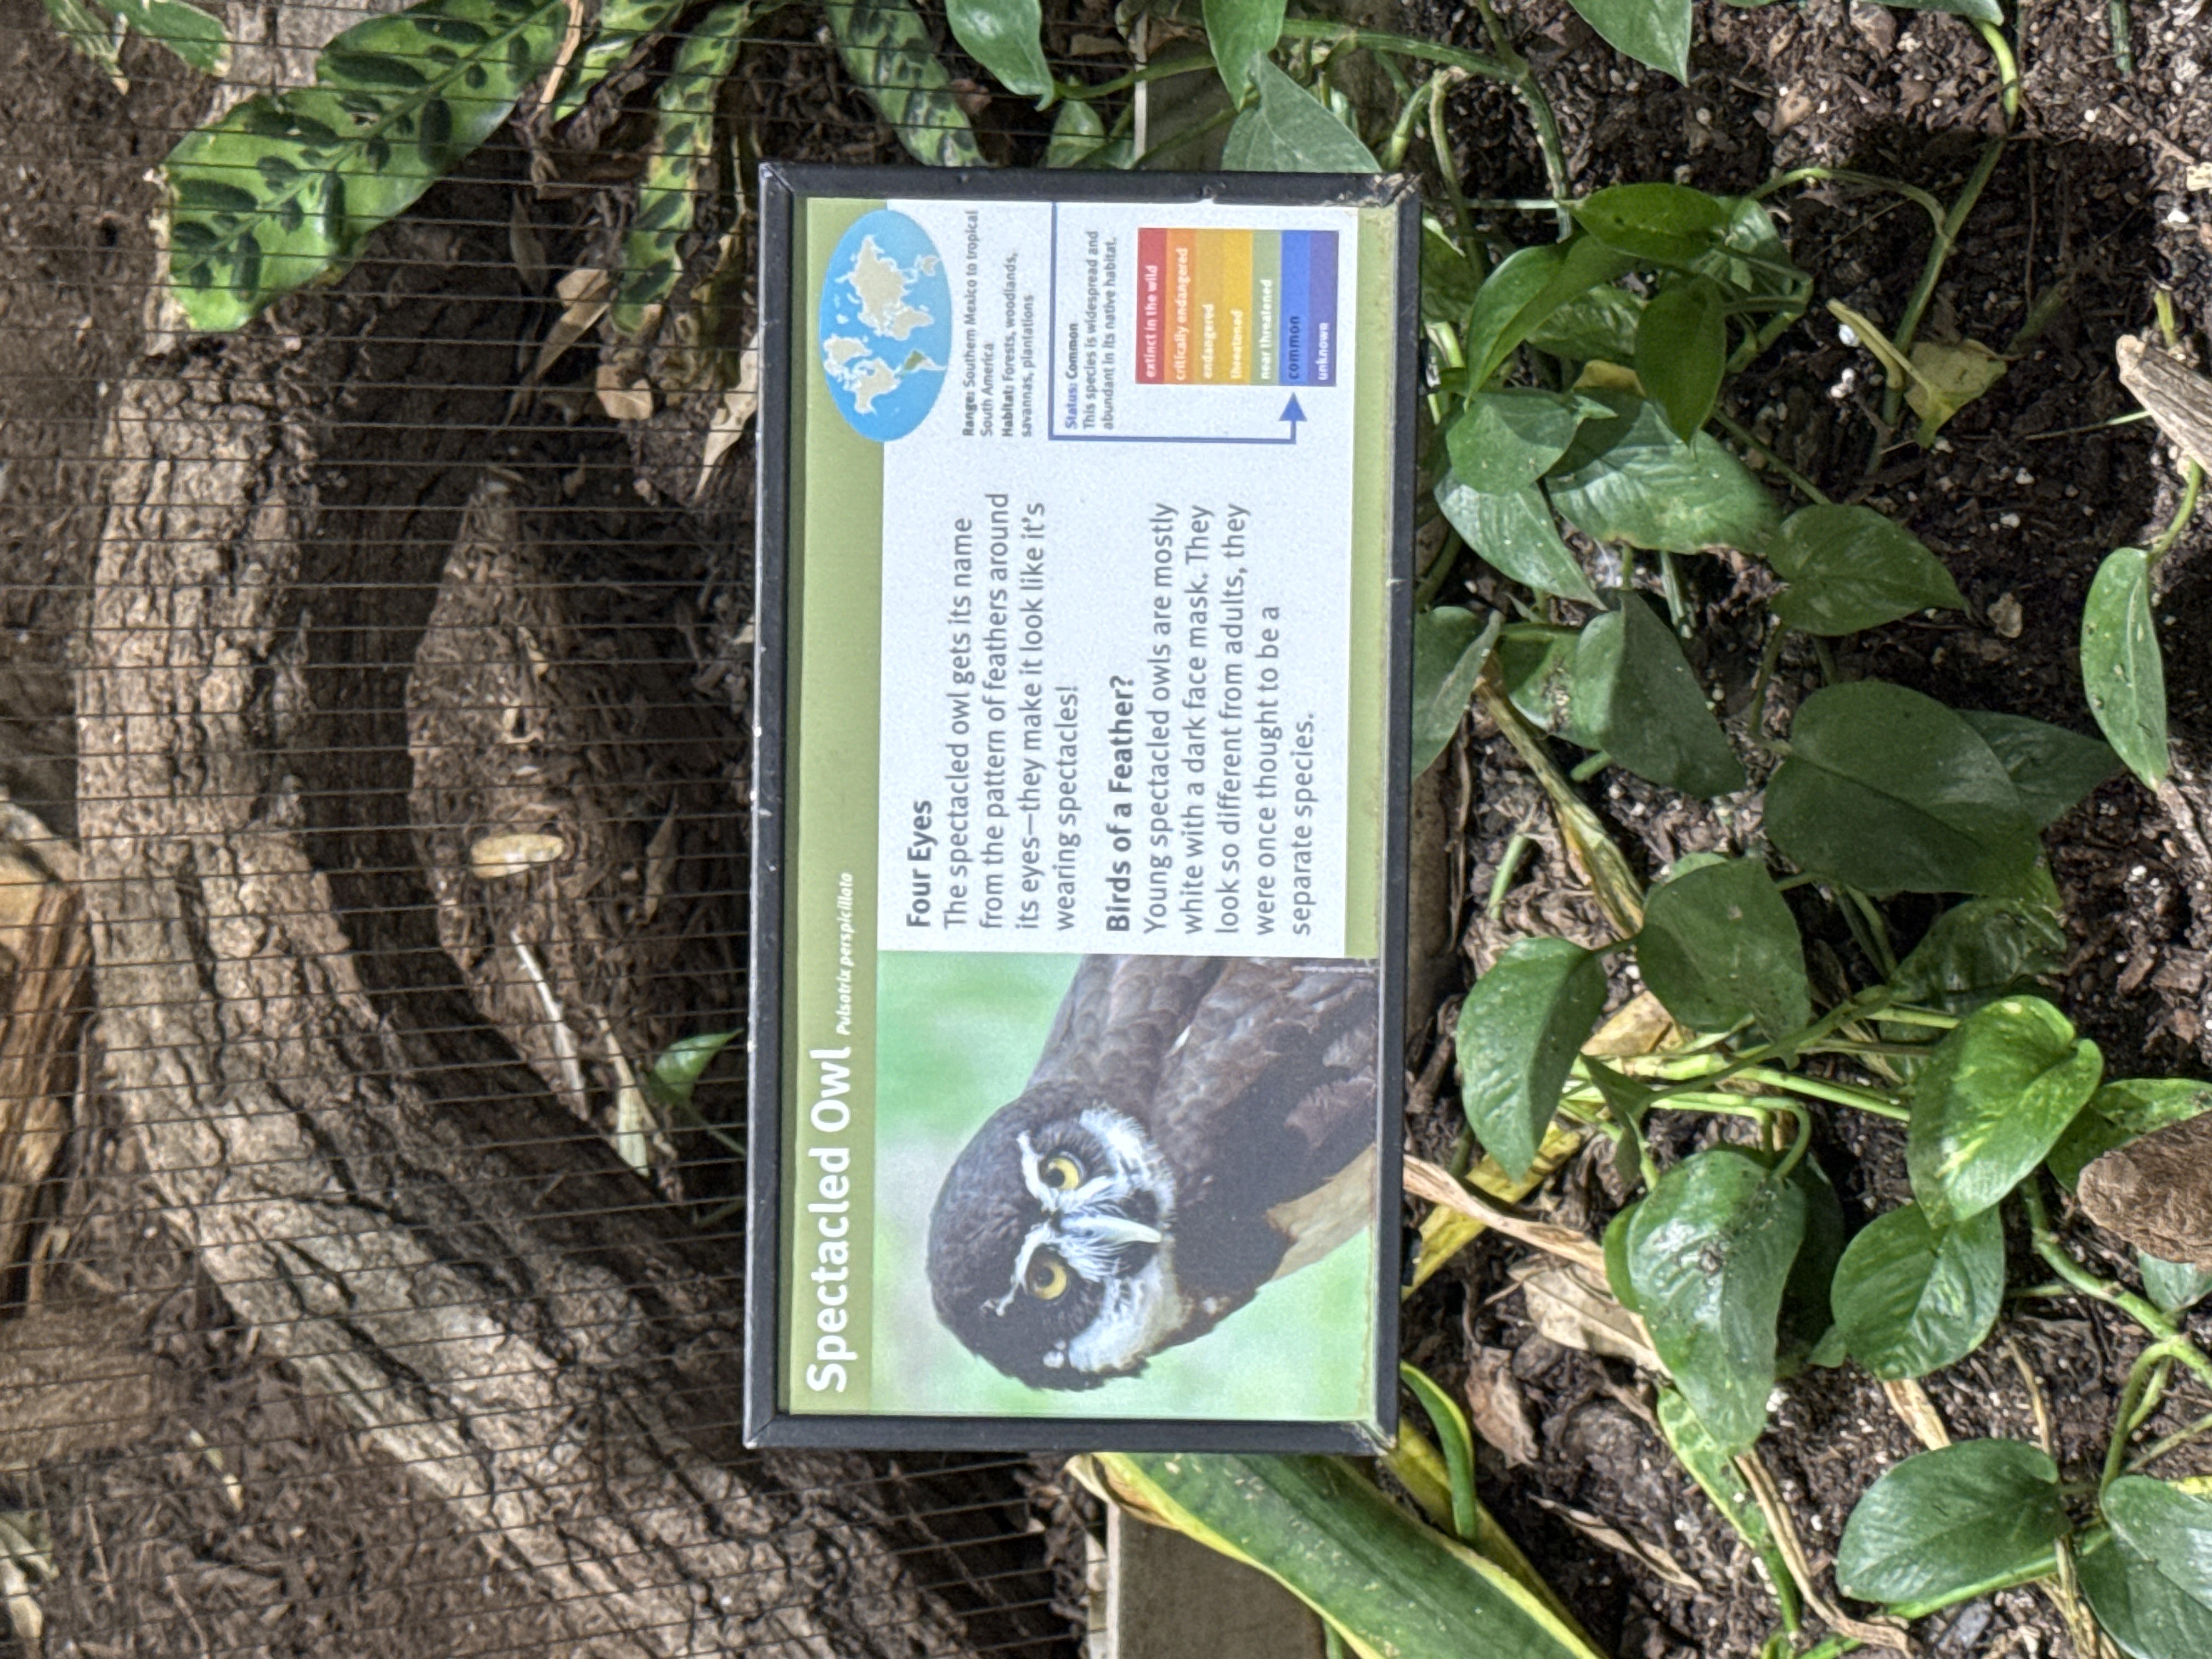 Spectacled Owl Pulsatrix perspicillata
Four Eyes
The spectacled owl gets its name
from the pattern of feathers around
its eyes—they make it look like it's
wearing spectacles!
Birds of a Feather?
Young spectacled owls are mostly
white with a dark face mask. They
look so different from adults, they
were once thought to be a
separate species.
Range: Southern Mexico to tropical
South America
Habitat: Forests, woodlands,
savannas, plantations
Status: Common
This species is widespread and
abundant in its native habitat.
extinct in the wild
critically endangered
endangered
threatened
near threatened
common
unknown